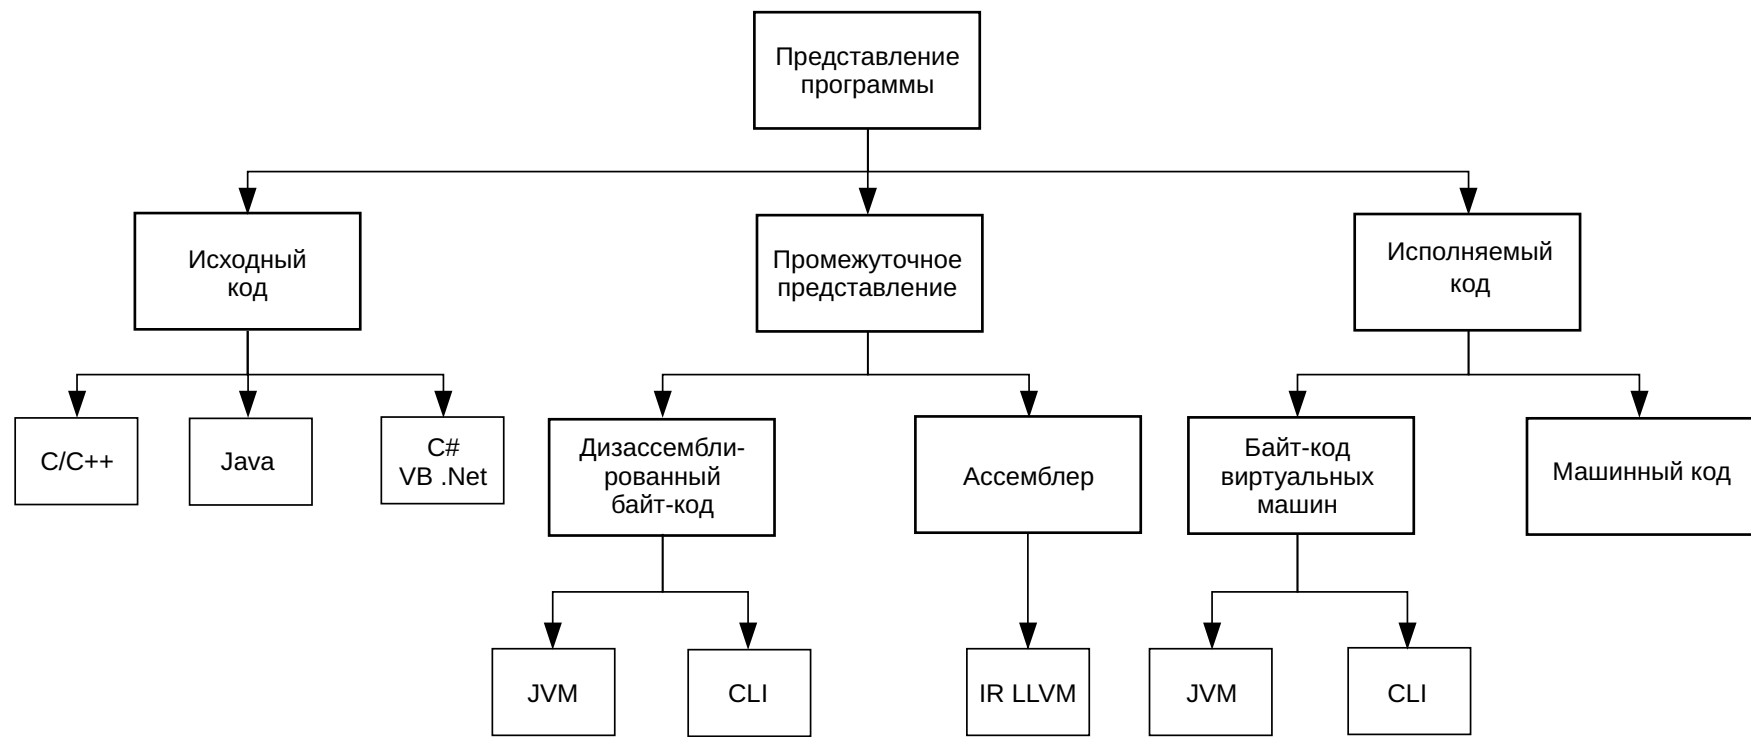 Представление
программы
Исходный
код
Промежуточное
представление
Исполняемый
код
C/C++
Java
C#
VB .Net
Дизассембли-
рованный
байт-код
Ассемблер
Байт-код
виртуальных
машин
Машинный код
JVM
CLI
IR LLVM
JVM
CLI